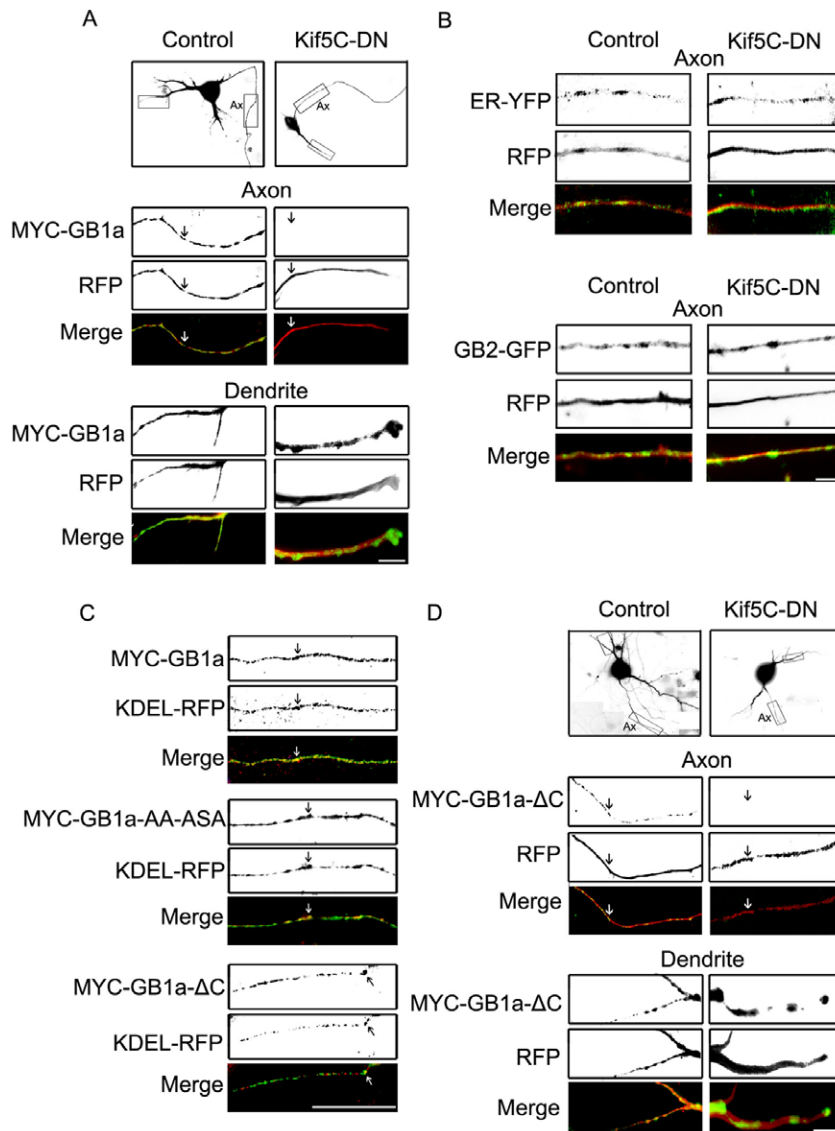 A
Control Kif5C-DN
Ax Ax
Axon
MYC-GB1a
RFP
Merge
Dendrite
MYC-GB1a
RFP
Merge
B
Control Kif5C-DN
Axon
ER-YFP
RFP
Merge
Control Kif5C-DN
Axon
GB2-GFP
RFP
Merge
C
MYC-GB1a
KDEL-RFP
Merge
MYC-GB1a-AA-ASA
KDEL-RFP
Merge
MYC-GB1a-ΔC
KDEL-RFP
Merge
D
Control Kif5C-DN
Ax Ax
Axon
MYC-GB1a-ΔC
RFP
Merge
Dendrite
MYC-GB1a-ΔC
RFP
Merge